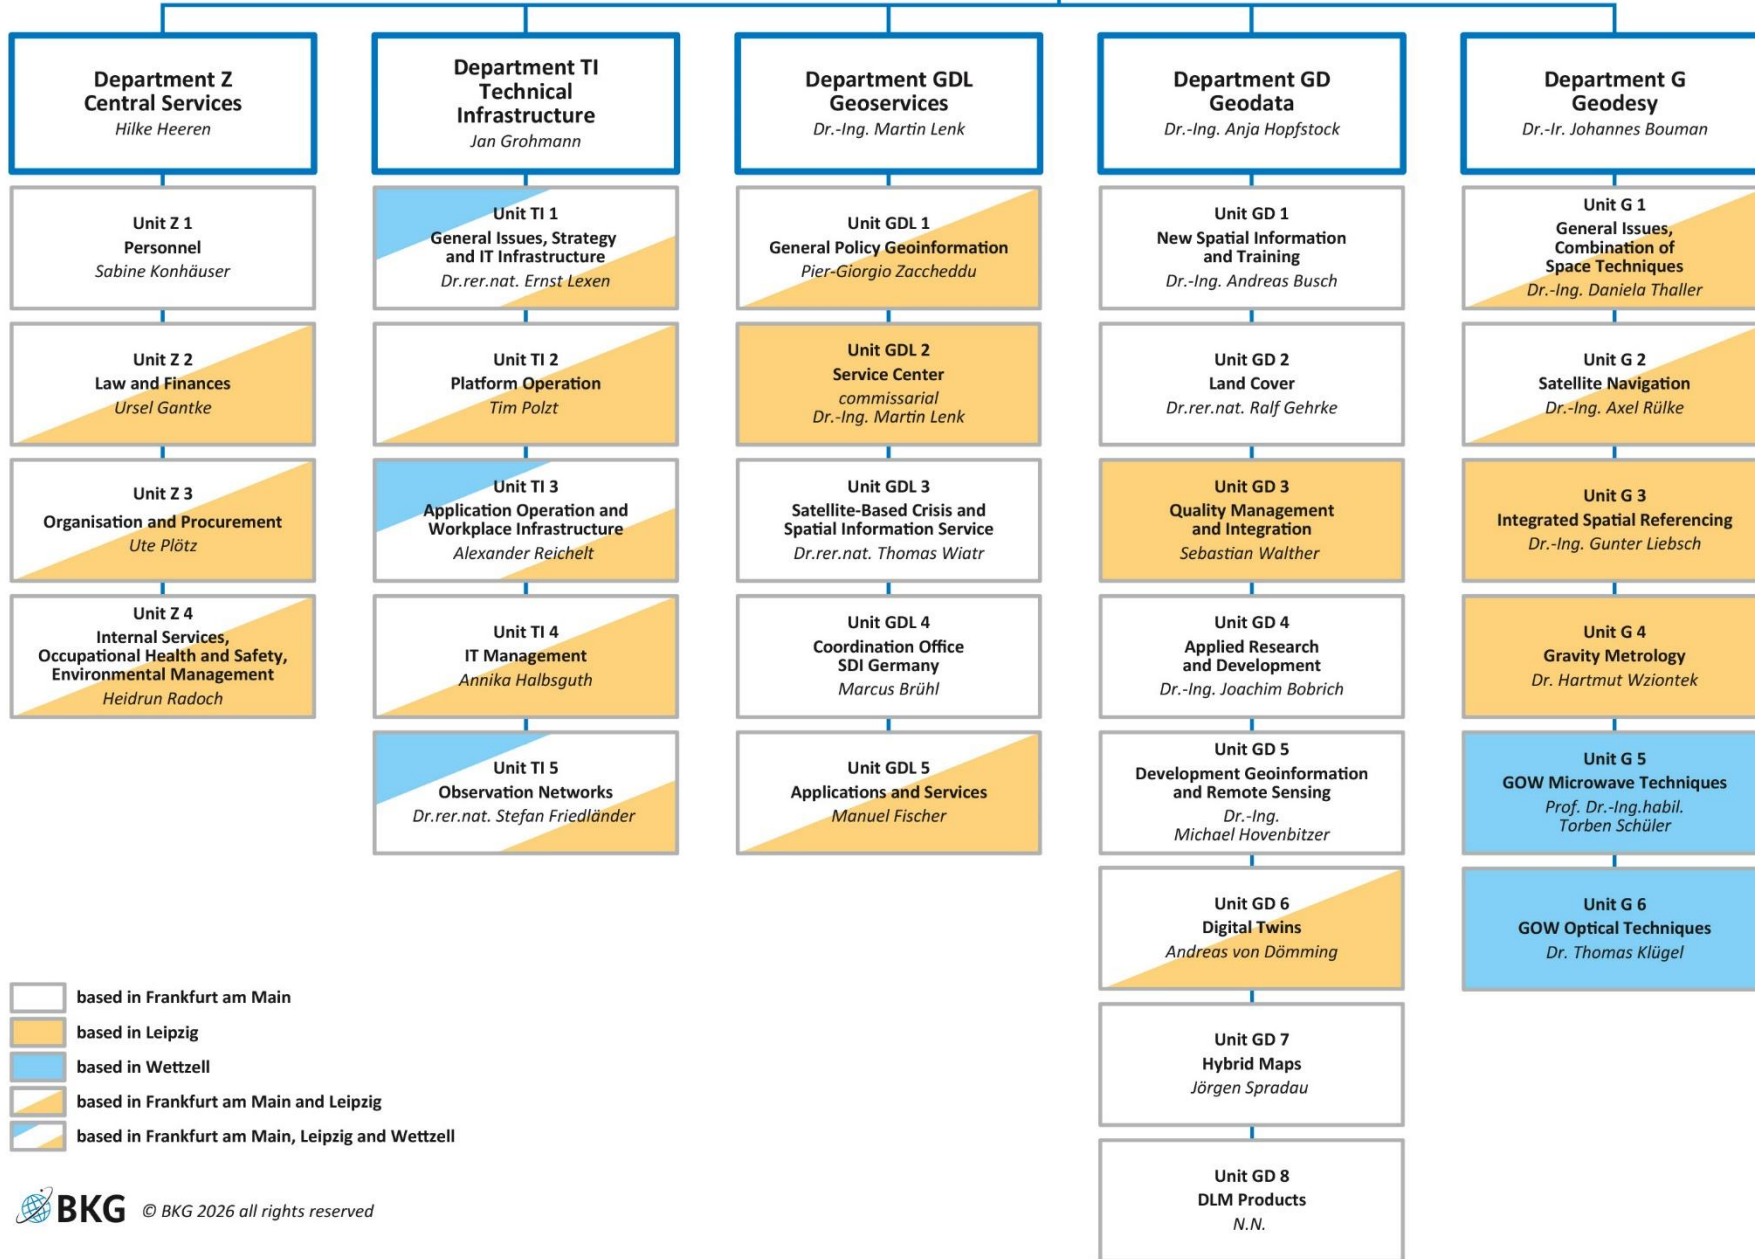 Department Z
Central Services
Hilke Heeren
Department TI
Technical
Infrastructure
Jan Grohmann
Department GDL
Geoservices
Dr.-Ing. Martin Lenk
Department GD
Geodata
Dr.-Ing. Anja Hopfstock
Department G
Geodesy
Dr.-Ir. Johannes Bouman
Unit Z 1
Personnel
Sabine Konhäuser
Unit Z 2
Law and Finances
Ursel Gantke
Unit Z 3
Organisation and Procurement
Ute Plötz
Unit Z 4
Internal Services,
Occupational Health and Safety,
Environmental Management
Heidrun Radoch
Unit TI 1
General Issues, Strategy
and IT Infrastructure
Dr.rer.nat. Ernst Lexen
Unit TI 2
Platform Operation
Tim Polzt
Unit TI 3
Application Operation and
Workplace Infrastructure
Alexander Reichelt
Unit TI 4
IT Management
Annika Halbsguth
Unit TI 5
Observation Networks
Dr.rer.nat. Stefan Friedländer
Unit GDL 1
General Policy Geoinformation
Pier-Giorgio Zaccheddu
Unit GDL 2
Service Center
commissarial
Dr.-Ing. Martin Lenk
Unit GDL 3
Satellite-Based Crisis and
Spatial Information Service
Dr.rer.nat. Thomas Wiatr
Unit GDL 4
Coordination Office
SDI Germany
Marcus Brühl
Unit GDL 5
Applications and Services
Manuel Fischer
Unit GD 1
New Spatial Information
and Training
Dr.-Ing. Andreas Busch
Unit GD 2
Land Cover
Dr.rer.nat. Ralf Gehrke
Unit GD 3
Quality Management
and Integration
Sebastian Walther
Unit GD 4
Applied Research
and Development
Dr.-Ing. Joachim Bobrich
Unit GD 5
Development Geoinformation
and Remote Sensing
Dr.-Ing.
Michael Hovenbitzer
Unit GD 6
Digital Twins
Andreas von Dömming
Unit GD 7
Hybrid Maps
Jörgen Spradau
Unit GD 8
DLM Products
N.N.
Unit G 1
General Issues,
Combination of
Space Techniques
Dr.-Ing. Daniela Thaller
Unit G 2
Satellite Navigation
Dr.-Ing. Axel Rülke
Unit G 3
Integrated Spatial Referencing
Dr.-Ing. Gunter Liebsch
Unit G 4
Gravity Metrology
Dr. Hartmut Wziontek
Unit G 5
GOW Microwave Techniques
Prof. Dr.-Ing.habil.
Torben Schüler
Unit G 6
GOW Optical Techniques
Dr. Thomas Klügel
based in Frankfurt am Main
based in Leipzig
based in Wettzell
based in Frankfurt am Main and Leipzig
based in Frankfurt am Main, Leipzig and Wettzell
BKG © BKG 2026 all rights reserved